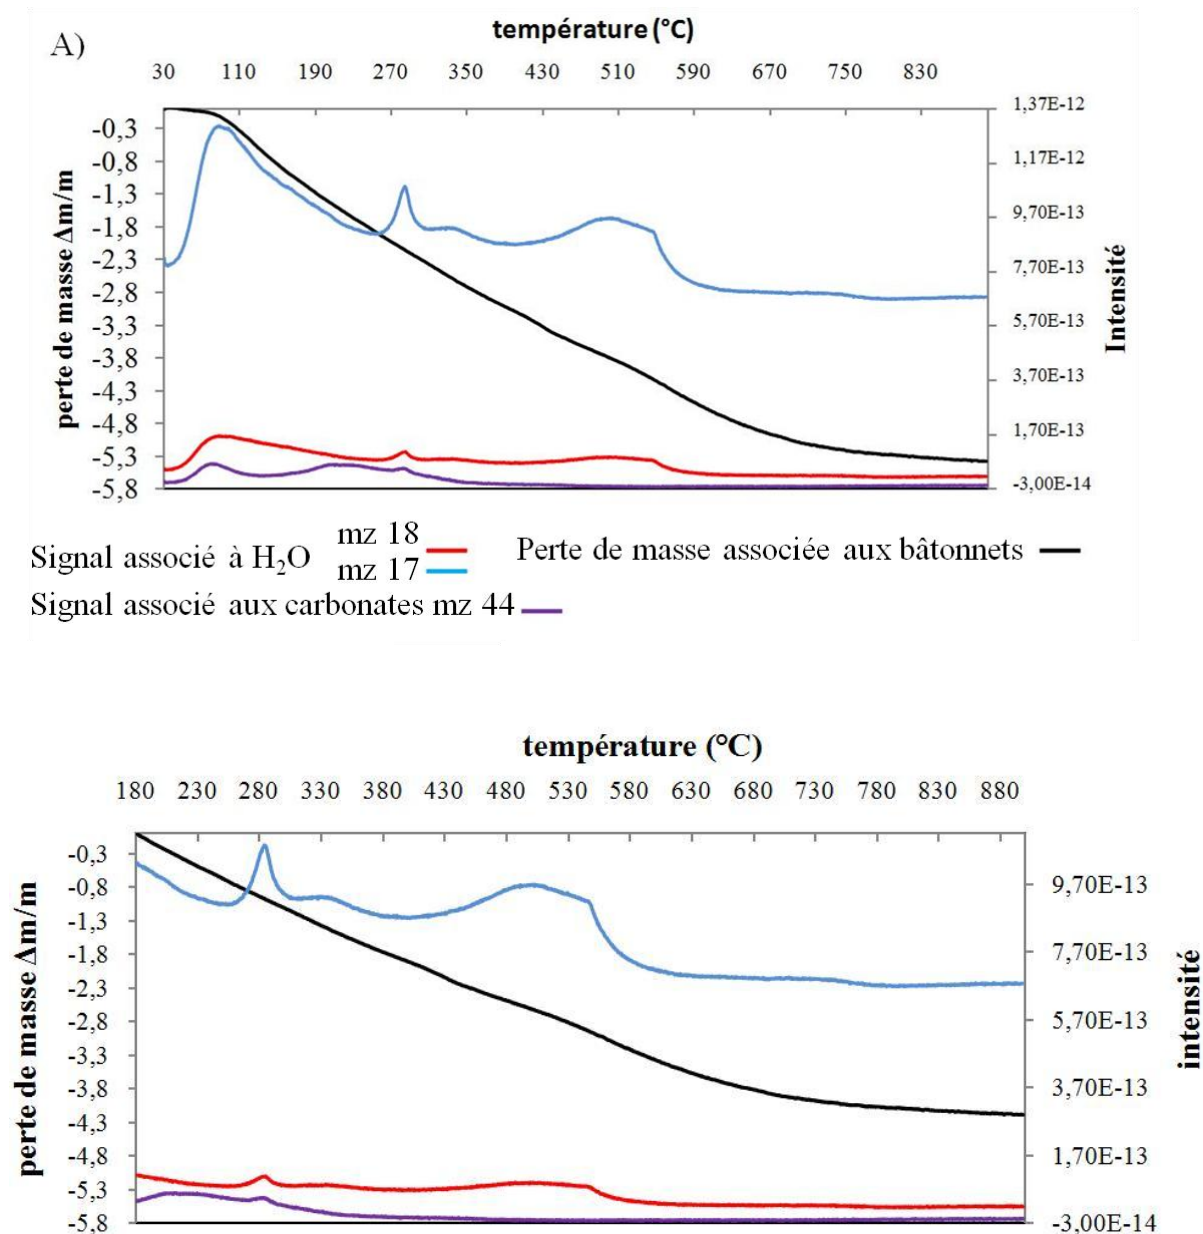 A)
température (°C)
30 110 190 270 350 430 510 590 670 750 830
perte de masse Δm/m
-0,3
-0,8
-1,3
-1,8
-2,3
-2,8
-3,3
-3,8
-4,3
-4,8
-5,3
-5,8
1,37E-12
1,17E-12
9,70E-13
7,70E-13
5,70E-13
3,70E-13
1,70E-13
-3,00E-14
Intensité
Signal associé à H₂O
mz 18
mz 17
Perte de masse associée aux bâtonnets
Signal associé aux carbonates mz 44
température (°C)
180 230 280 330 380 430 480 530 580 630 680 730 780 830 880
perte de masse Δm/m
-0,3
-0,8
-1,3
-1,8
-2,3
-2,8
-3,3
-3,8
-4,3
-4,8
-5,3
-5,8
9,70E-13
7,70E-13
5,70E-13
3,70E-13
1,70E-13
-3,00E-14
intensité